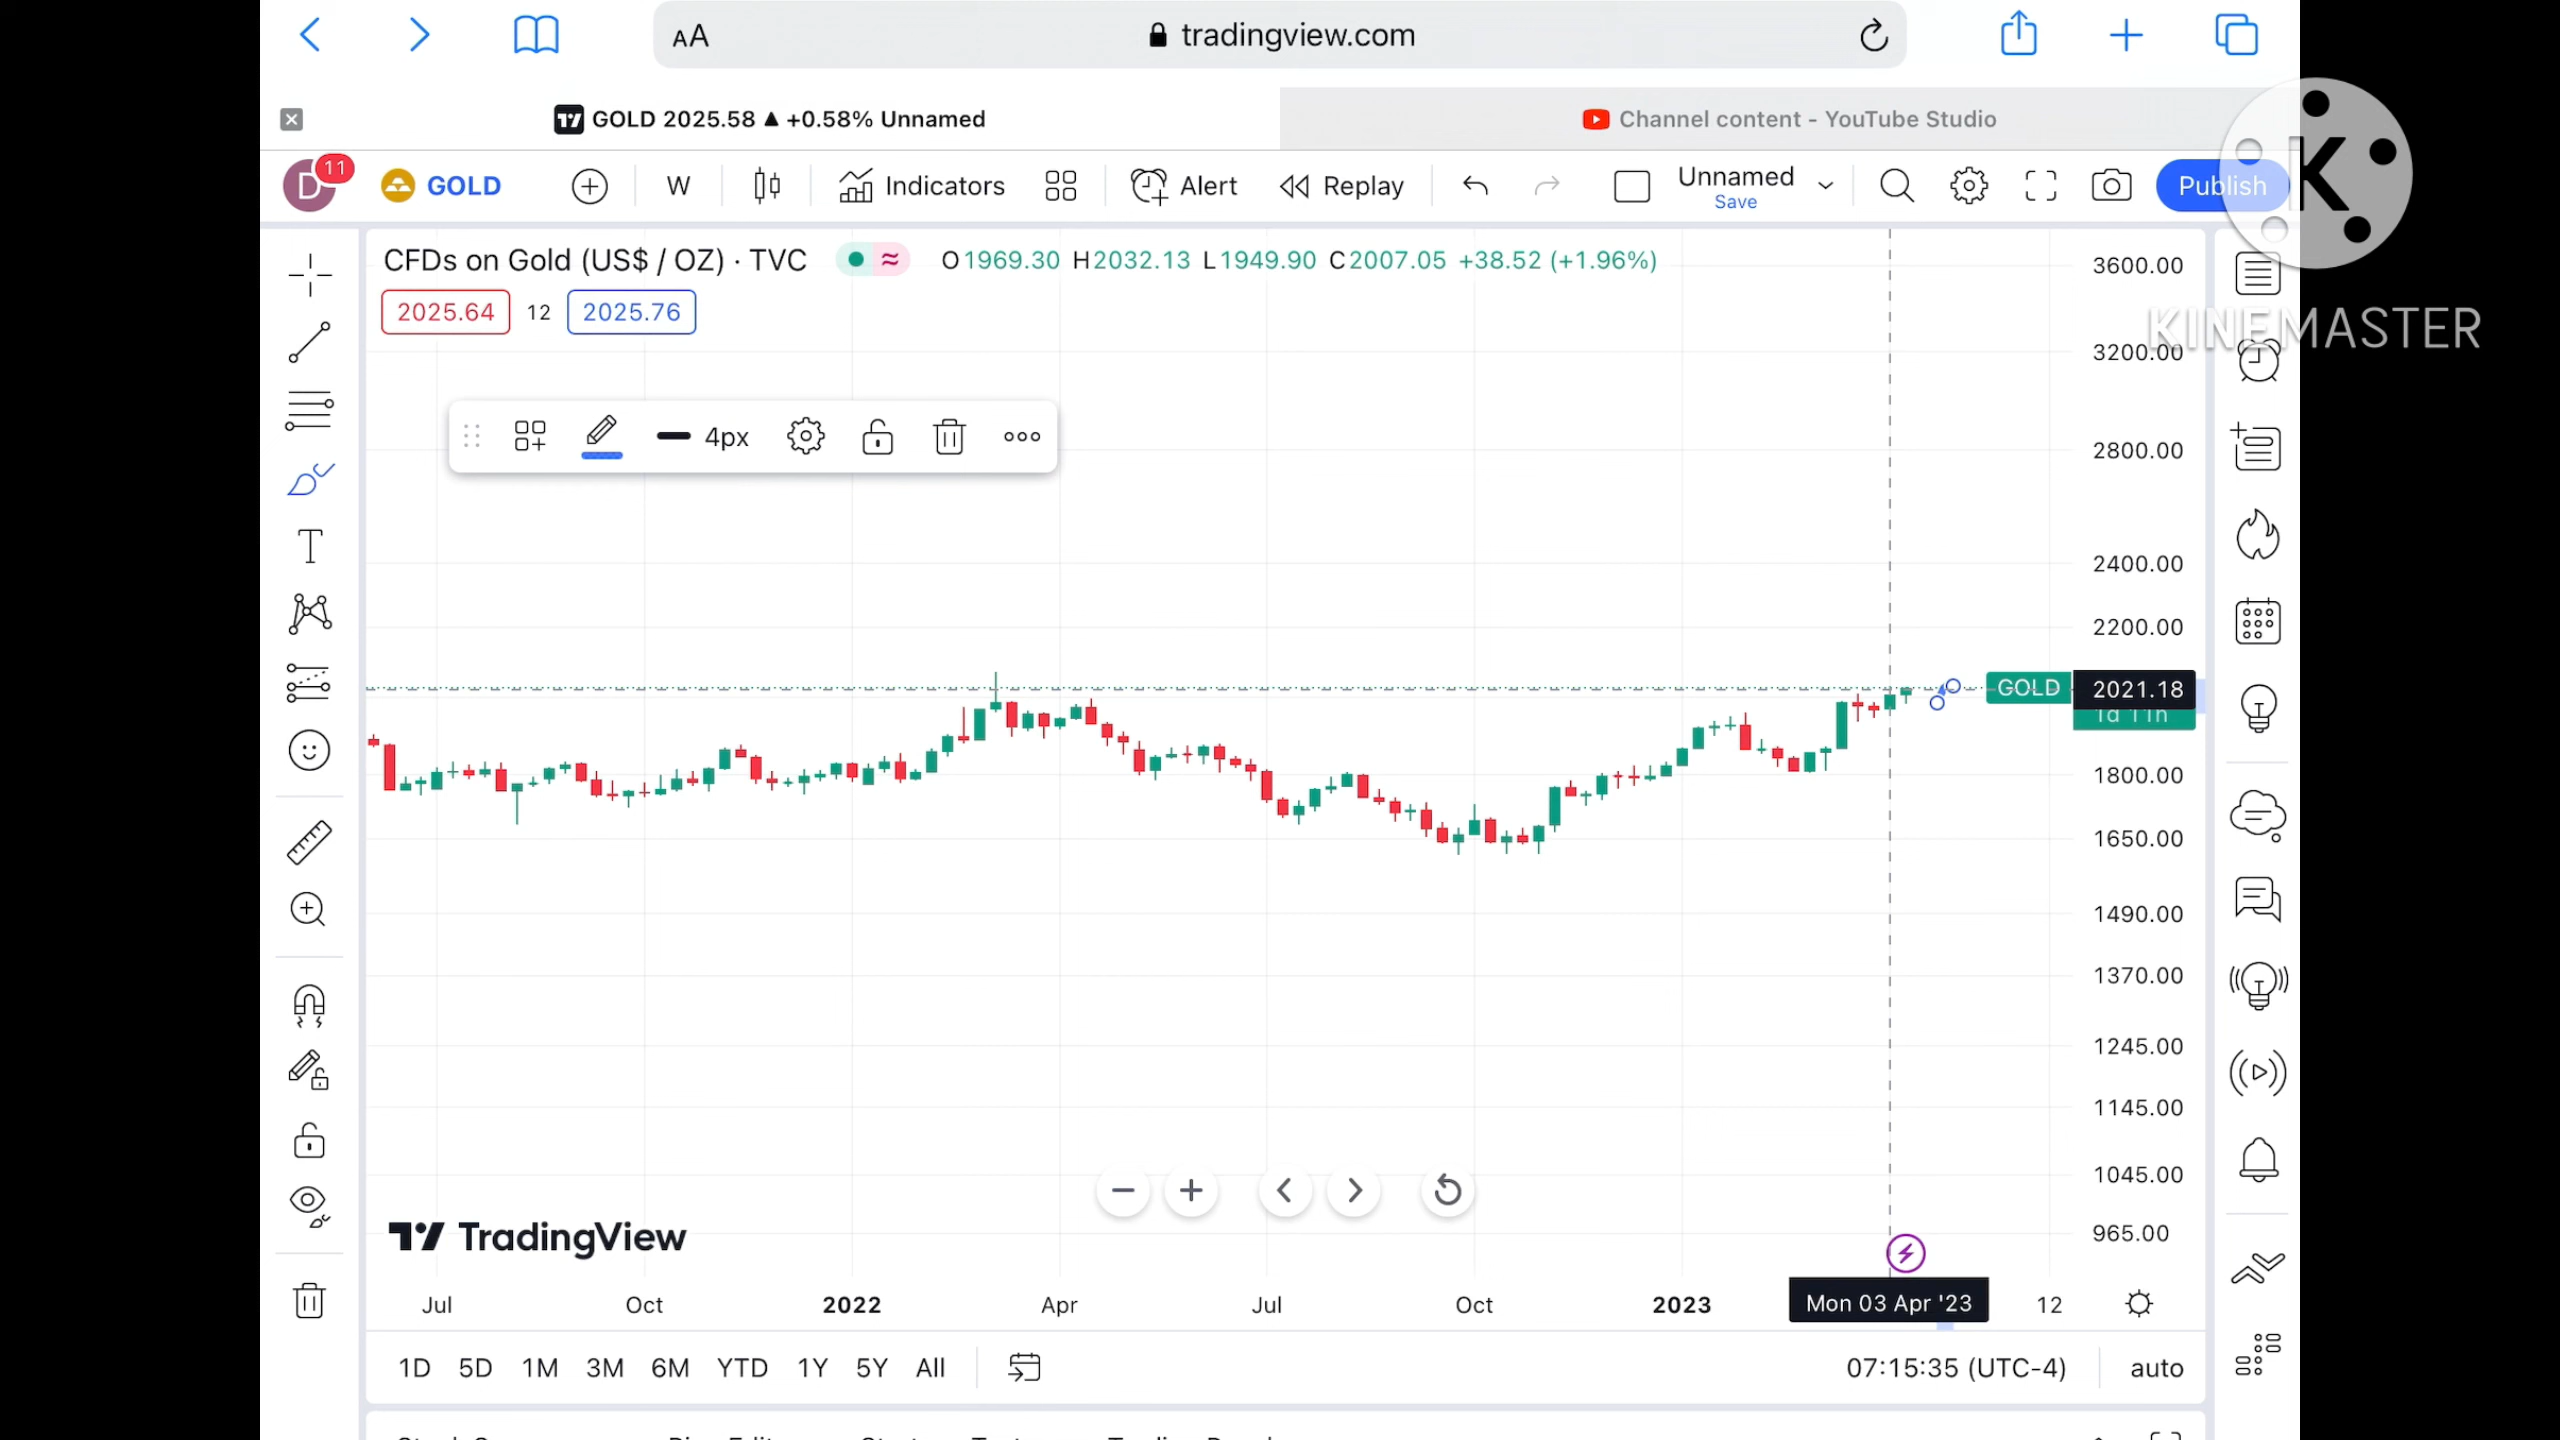 AA tradingview.com
GOLD 2025.58 ▲ +0.58% Unnamed
Channel content - YouTube Studio
D 11 GOLD W Indicators Alert Replay Unnamed Save Publish
K
KINEMASTER
CFDs on Gold (US$ / OZ) · TVC O1969.30 H2032.13 L1949.90 C2007.05 +38.52 (+1.96%)
2025.64 12 2025.76
4px
3600.00
3200.00
2800.00
2400.00
2200.00
GOLD 2021.18
1d 11h
1800.00
1650.00
1490.00
1370.00
1245.00
1145.00
1045.00
965.00
TradingView
Jul Oct 2022 Apr Jul Oct 2023 Mon 03 Apr '23 12
1D 5D 1M 3M 6M YTD 1Y 5Y All 07:15:35 (UTC-4) auto